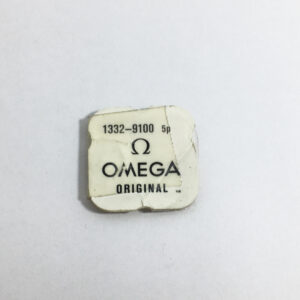 1332-9100 5p
Ω
OMEGA
ORIGINAL